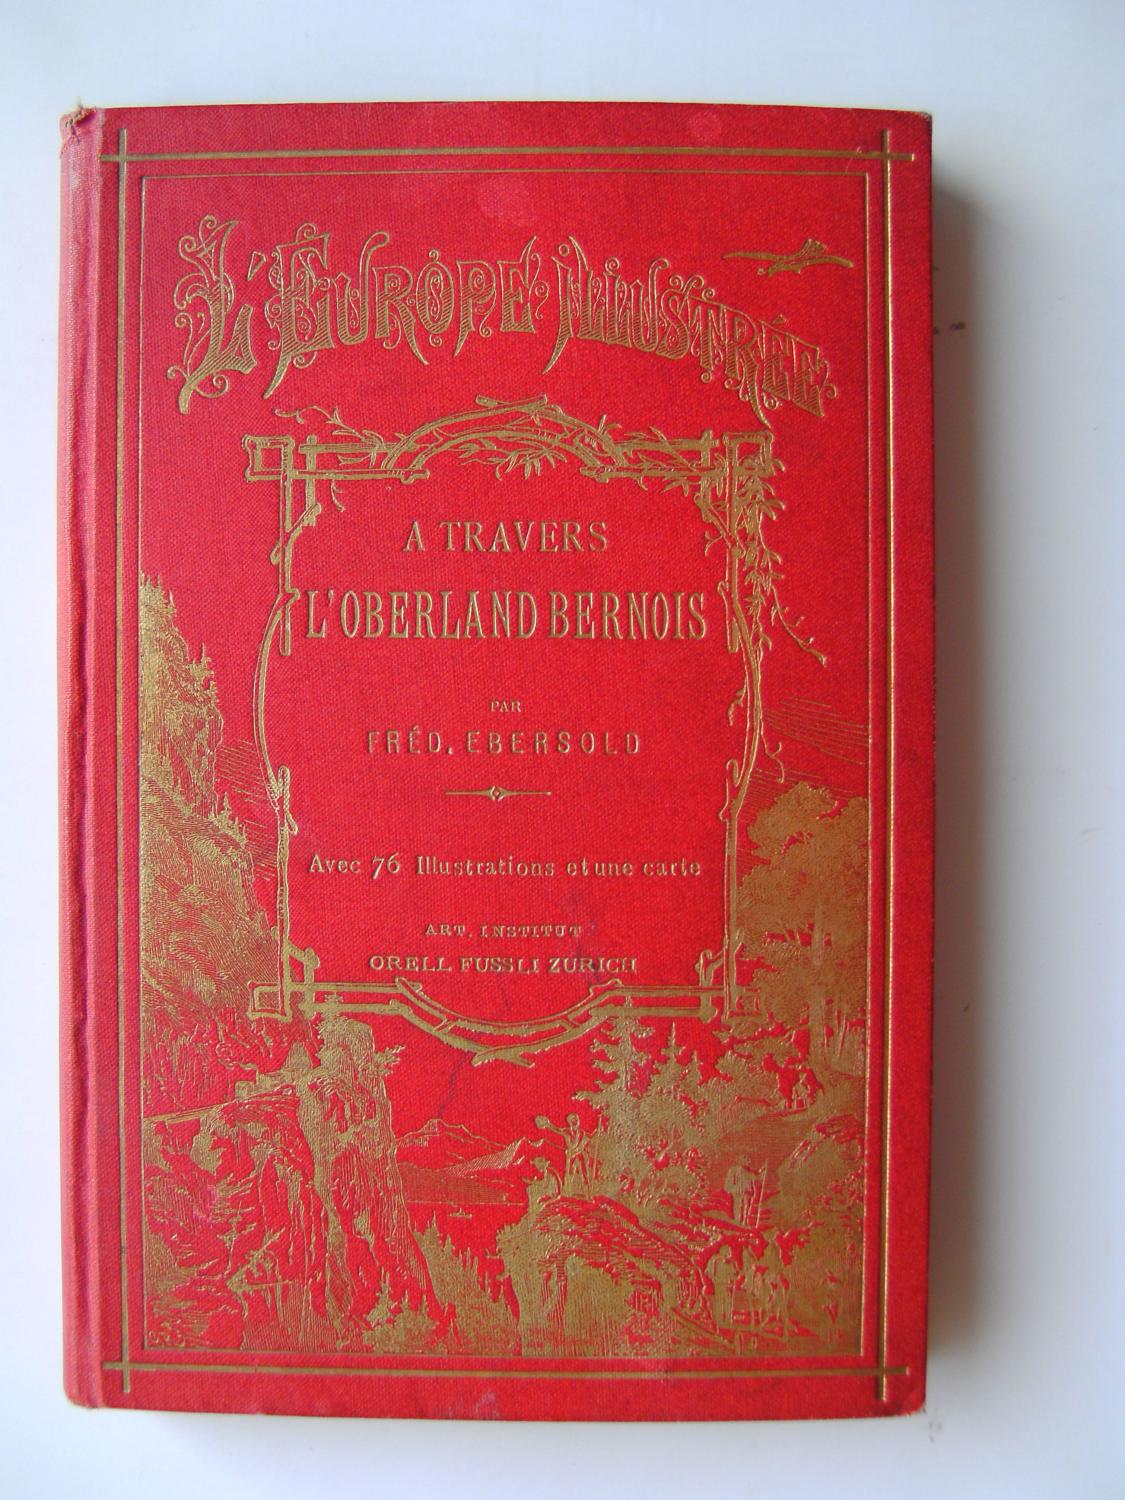 L'EUROPE ILLUSTRÉE
A TRAVERS
L'OBERLAND BERNOIS
PAR
FRÉD. EBERSOLD
Avec 76 Illustrations et une carte
ART. INSTITUT
ORELL FUSSLI ZURICH